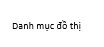 Danh mục đồ thị